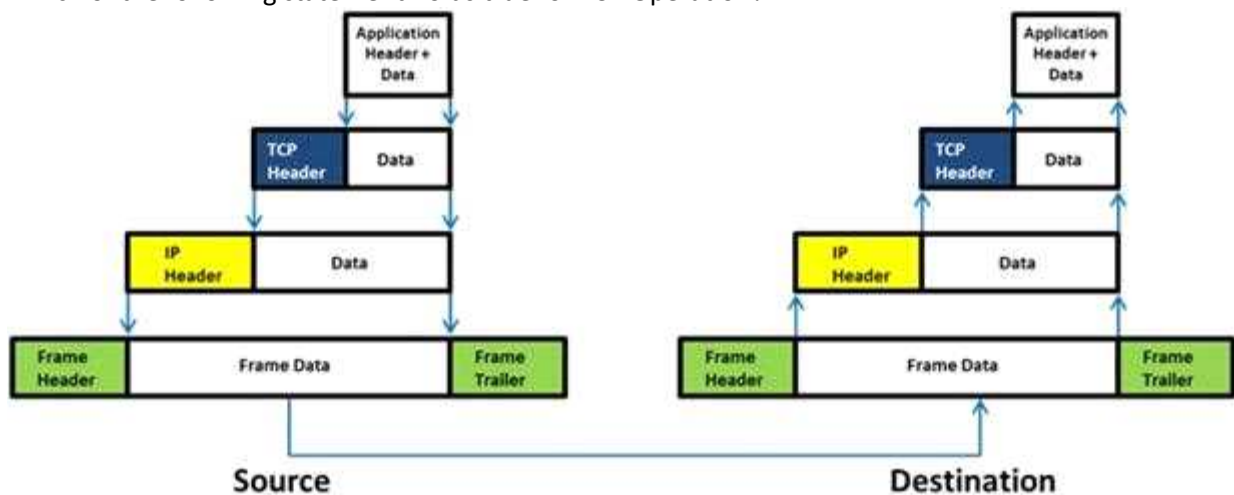 Application
Header +
Data
TCP
Header
Data
IP
Header
Data
Frame
Header
Frame Data
Frame
Trailer
Source
Application
Header +
Data
TCP
Header
Data
IP
Header
Data
Frame
Header
Frame Data
Frame
Trailer
Destination